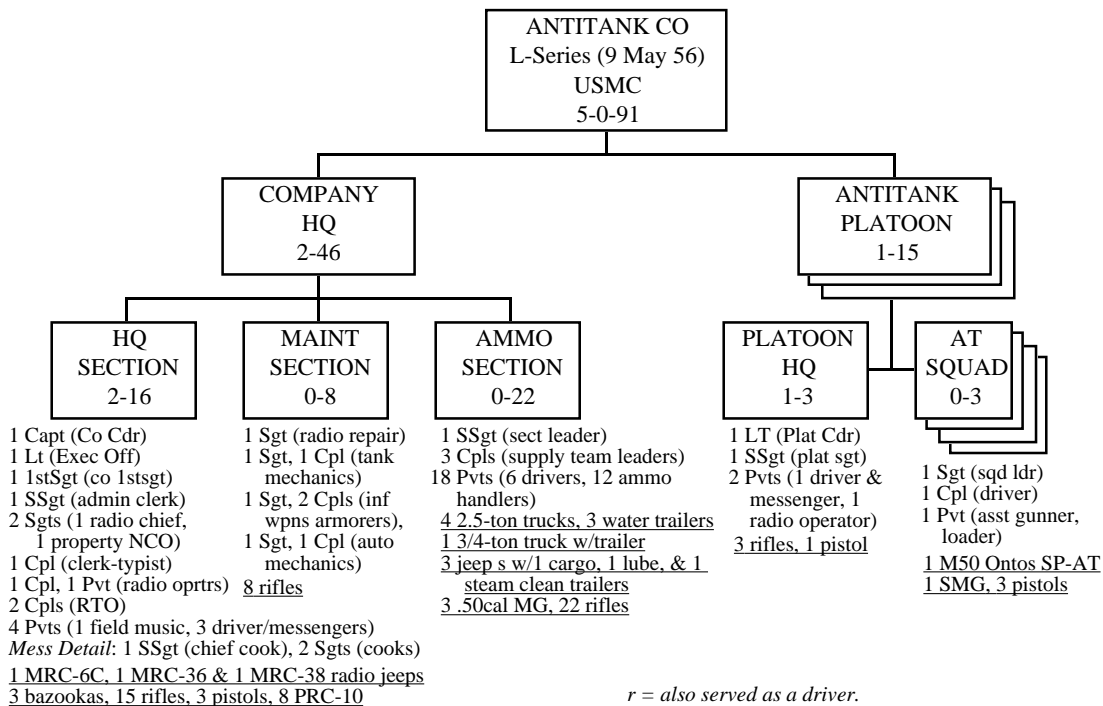 ANTITANK CO
L-Series (9 May 56)
USMC
5-0-91
COMPANY
HQ
2-46
ANTITANK
PLATOON
1-15
HQ
SECTION
2-16
MAINT
SECTION
0-8
AMMO
SECTION
0-22
PLATOON
HQ
1-3
AT
SQUAD
0-3
1 Capt (Co Cdr)
1 Lt (Exec Off)
1 1stSgt (co 1stsgt)
1 SSgt (admin clerk)
2 Sgts (1 radio chief,
1 property NCO)
1 Cpl (clerk-typist)
1 Cpl, 1 Pvt (radio oprtrs)
2 Cpls (RTO)
4 Pvts (1 field music, 3 driver/messengers)
Mess Detail: 1 SSgt (chief cook), 2 Sgts (cooks)
1 MRC-6C, 1 MRC-36 & 1 MRC-38 radio jeeps
3 bazookas, 15 rifles, 3 pistols, 8 PRC-10
1 Sgt (radio repair)
1 Sgt, 1 Cpl (tank
mechanics)
1 Sgt, 2 Cpls (inf
wpns armorers),
1 Sgt, 1 Cpl (auto
mechanics)
8 rifles
1 SSgt (sect leader)
3 Cpls (supply team leaders)
18 Pvts (6 drivers, 12 ammo
handlers)
4 2.5-ton trucks, 3 water trailers
1 3/4-ton truck w/trailer
3 jeep s w/1 cargo, 1 lube, & 1
steam clean trailers
3 .50cal MG, 22 rifles
1 LT (Plat Cdr)
1 SSgt (plat sgt)
2 Pvts (1 driver &
messenger, 1
radio operator)
3 rifles, 1 pistol
1 Sgt (sqd ldr)
1 Cpl (driver)
1 Pvt (asst gunner,
loader)
1 M50 Ontos SP-AT
1 SMG, 3 pistols
r = also served as a driver.